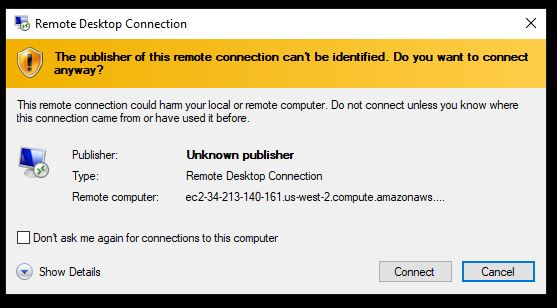 Remote Desktop Connection
The publisher of this remote connection can't be identified. Do you want to connect
anyway?
This remote connection could harm your local or remote computer. Do not connect unless you know where
this connection came from or have used it before.
Publisher: Unknown publisher
Type: Remote Desktop Connection
Remote computer: ec2-34-213-140-161.us-west-2.compute.amazonaws....
Don't ask me again for connections to this computer
Show Details Connect Cancel